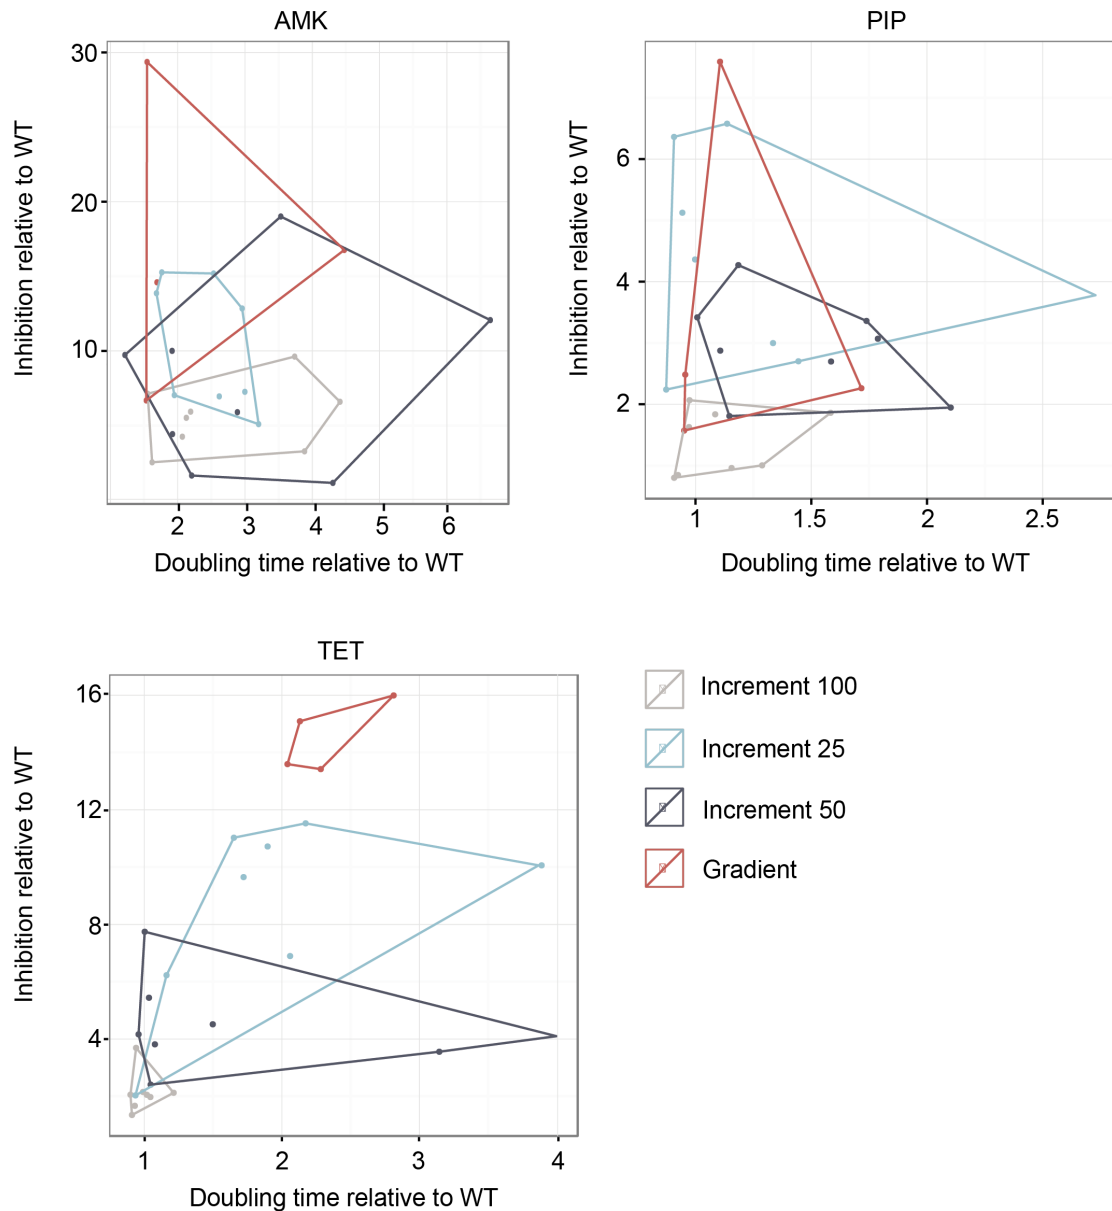 AMK
Inhibition relative to WT
30
20
10
2 3 4 5 6
Doubling time relative to WT
PIP
Inhibition relative to WT
6
4
2
1 1.5 2 2.5
Doubling time relative to WT
TET
Inhibition relative to WT
16
12
8
4
1 2 3 4
Doubling time relative to WT
Increment 100
Increment 25
Increment 50
Gradient